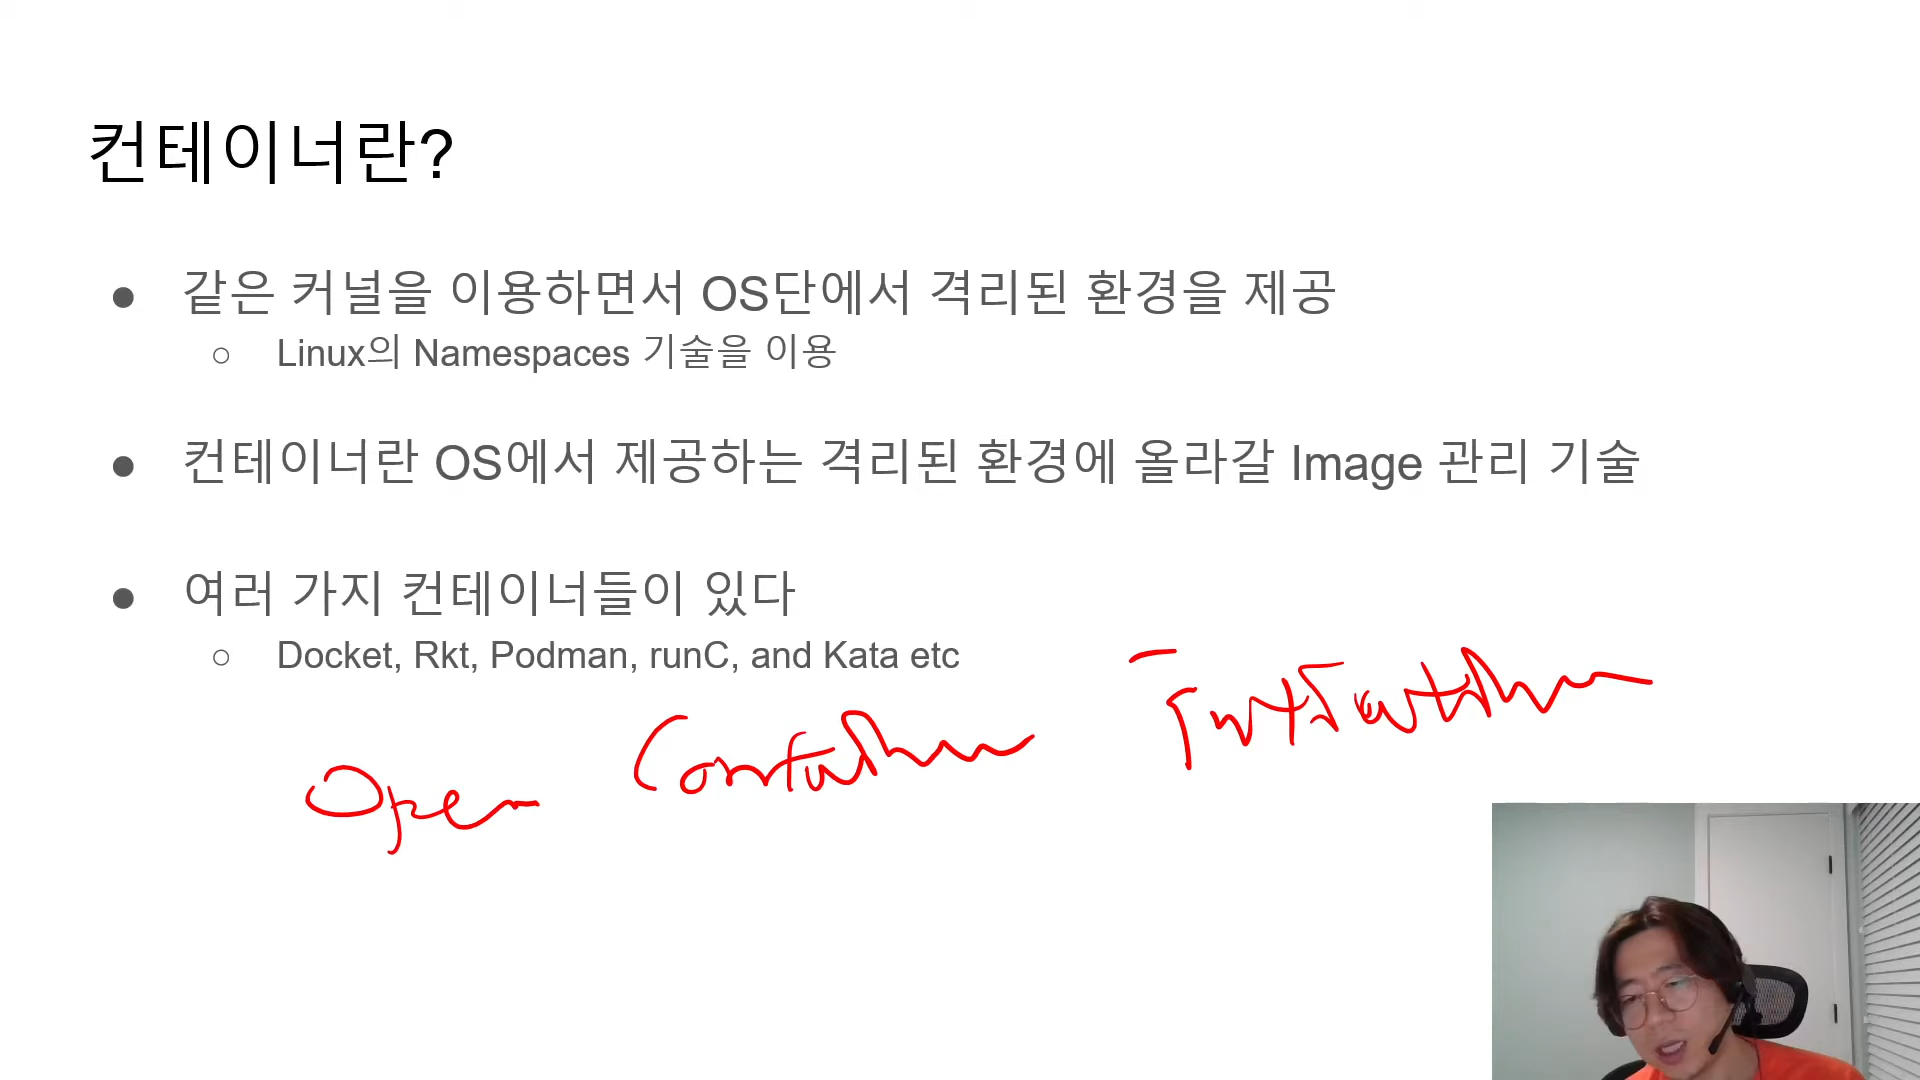 컨테이너란?
● 같은 커널을 이용하면서 OS단에서 격리된 환경을 제공
○ Linux의 Namespaces 기술을 이용
● 컨테이너란 OS에서 제공하는 격리된 환경에 올라갈 Image 관리 기술
● 여러 가지 컨테이너들이 있다
○ Docket, Rkt, Podman, runC, and Kata etc
Open Container